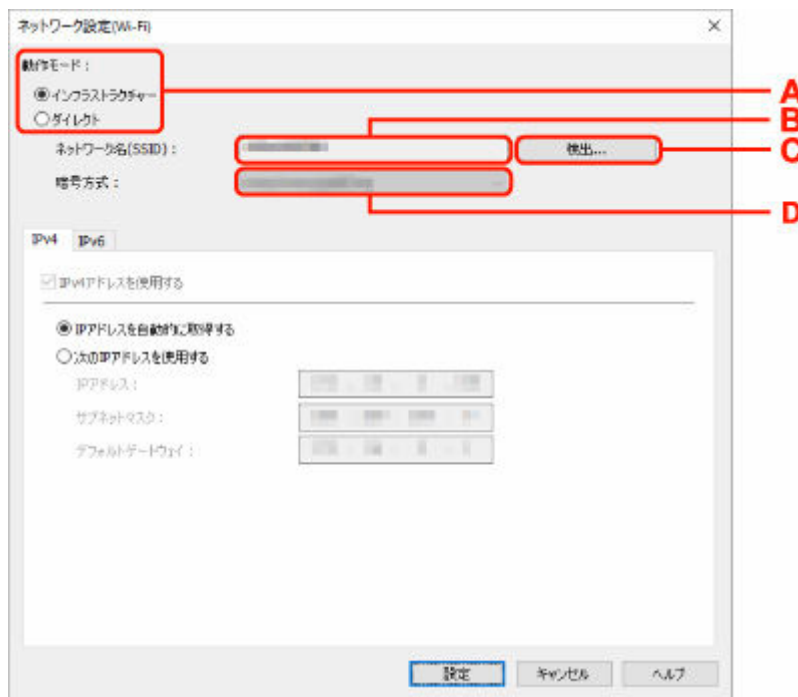 ネットワーク設定(Wi-Fi)
動作モード：
インフラストラクチャー
A
ダイレクト
B
ネットワーク名(SSID)：
検出...
C
暗号方式：
D
IPv4 IPv6
IPv4アドレスを使用する
IPアドレスを自動的に取得する
次のIPアドレスを使用する
IPアドレス：
サブネットマスク：
デフォルトゲートウェイ：
設定 キャンセル ヘルプ